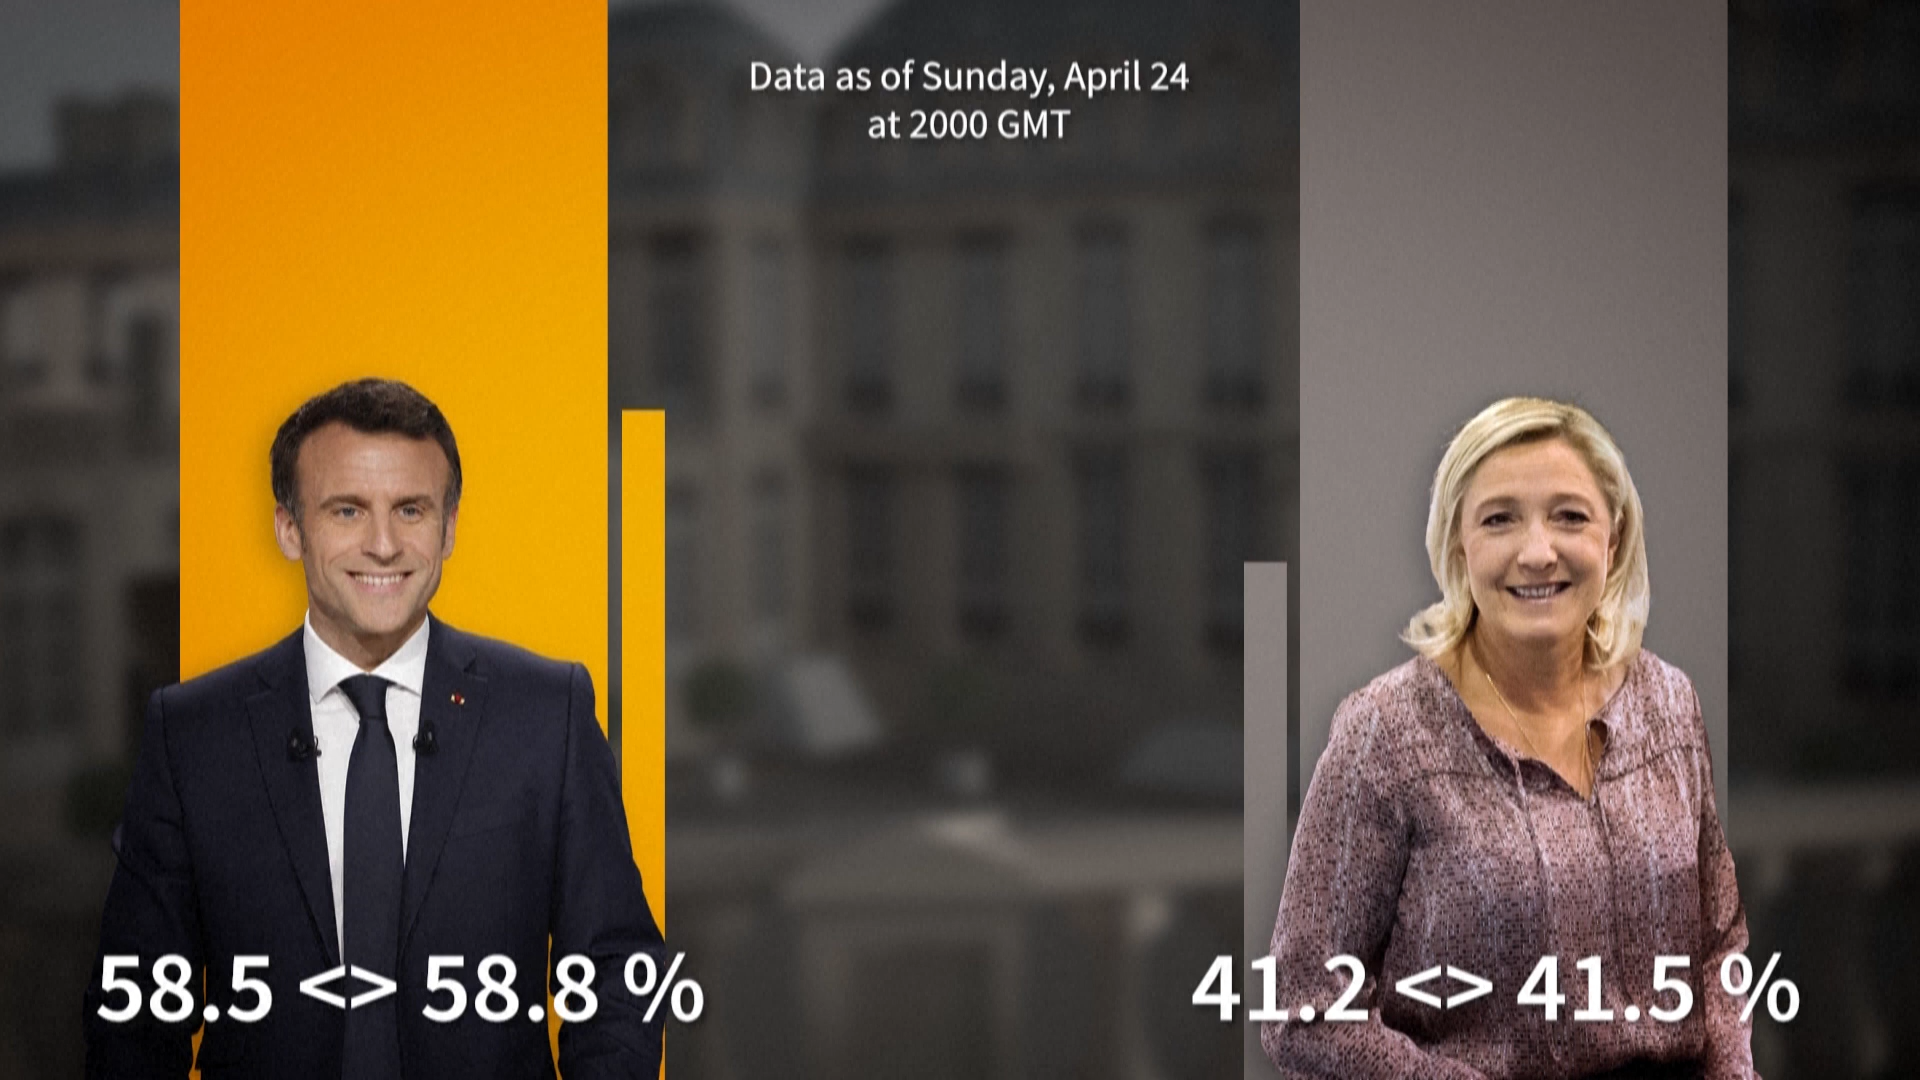 Data as of Sunday, April 24
at 2000 GMT
58.5 <> 58.8 %
41.2 <> 41.5 %